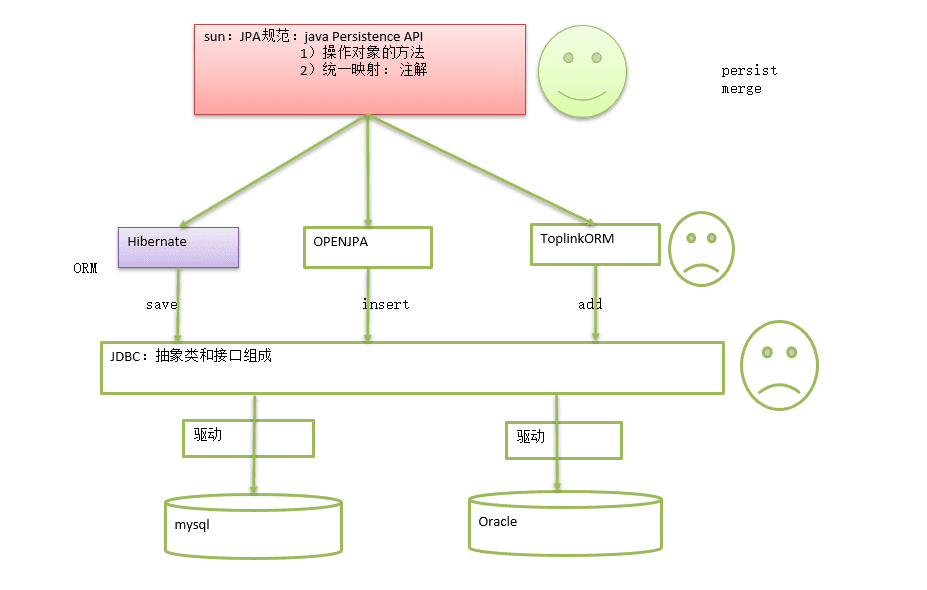 sun：JPA规范：java Persistence API
1）操作对象的方法
2）统一映射：注解
persist
merge
Hibernate
OPENJPA
ToplinkORM
ORM
save
insert
add
JDBC：抽象类和接口组成
驱动
驱动
mysql
Oracle